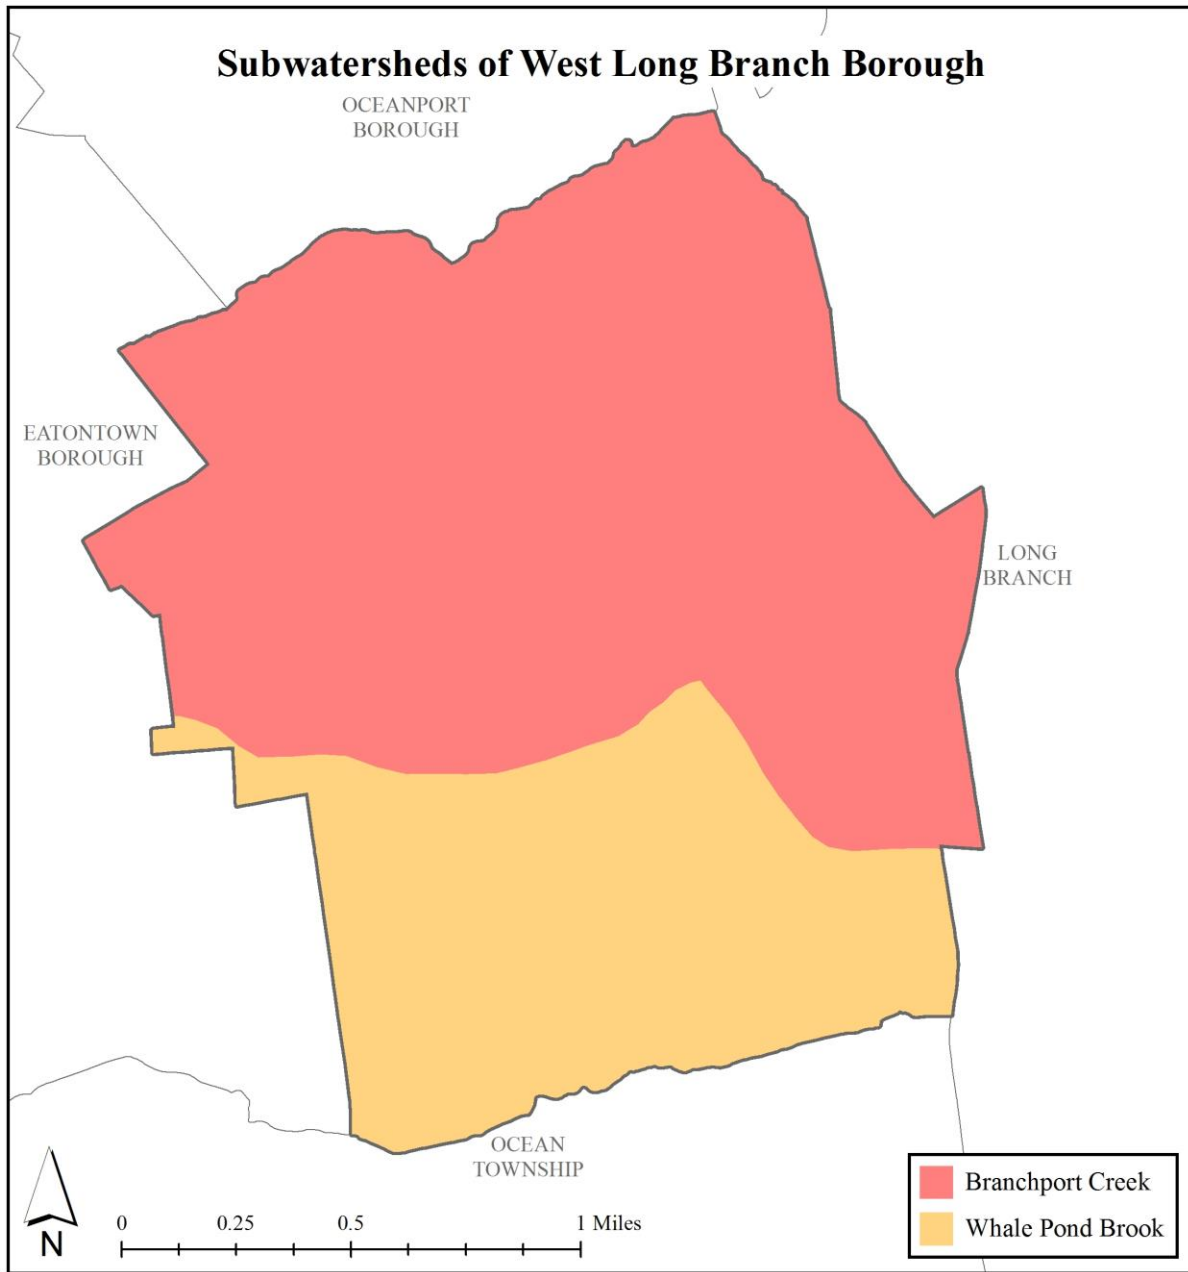 Subwatersheds of West Long Branch Borough
OCEANPORT
BOROUGH
EATONTOWN
BOROUGH
LONG
BRANCH
OCEAN
TOWNSHIP
N
0 0.25 0.5 1 Miles
Branchport Creek
Whale Pond Brook